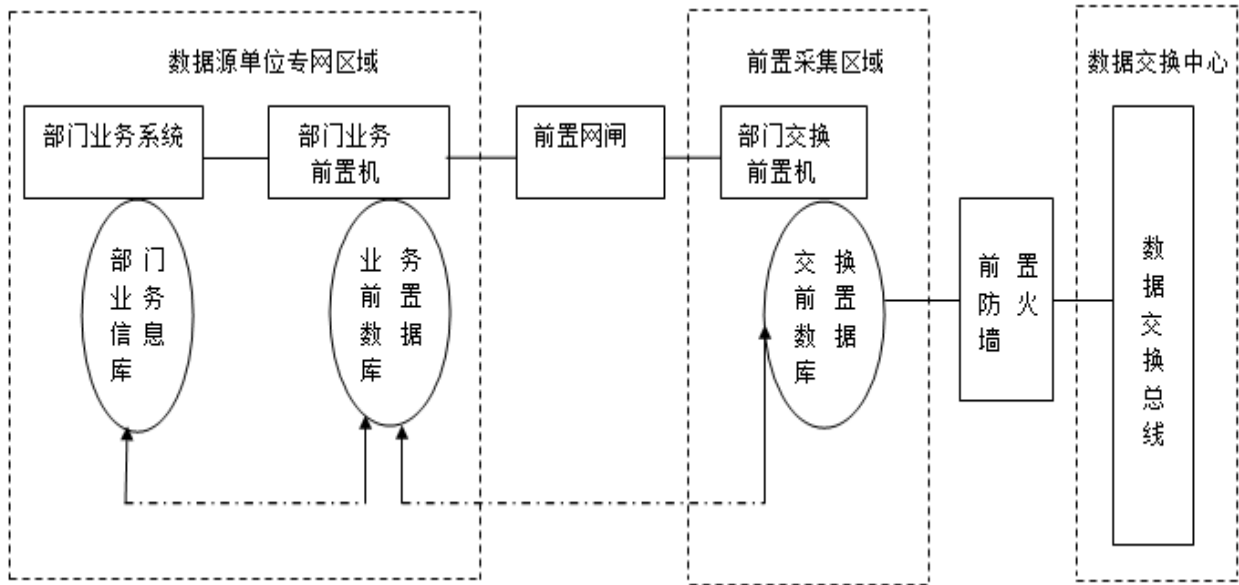 数据源单位专网区域
前置采集区域
数据交换中心
部门业务系统
部门业务
前置机
前置网闸
部门交换
前置机
部门
业务
信息
库
业务
前置
数据
库
交换
前置
数据
库
前置
防火
墙
数
据
交
换
总
线